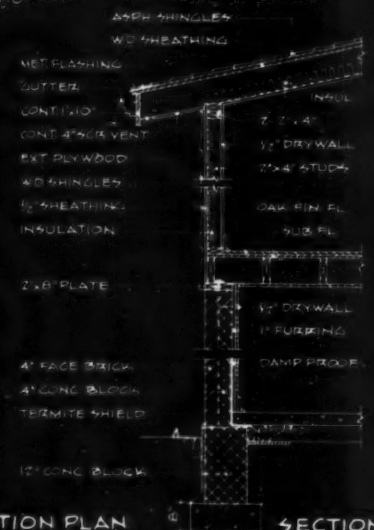 ASPH SHINGLES
WD SHEATHING
MET FLASHING
GUTTER
CONT 1"x10"
CONT 4" SCR VENT
EXT PLYWOOD
WD SHINGLES
½" SHEATHING
INSULATION
2"x8" PLATE
4" FACE BRICK
4" CONC BLOCK
TERMITE SHIELD
12" CONC BLOCK
INSUL
2-2"x4"
½" DRYWALL
2"x4" STUDS
OAK FIN FL
SUB FL
½" DRYWALL
1" FURRING
DAMP PROOF
TION PLAN
SECTION